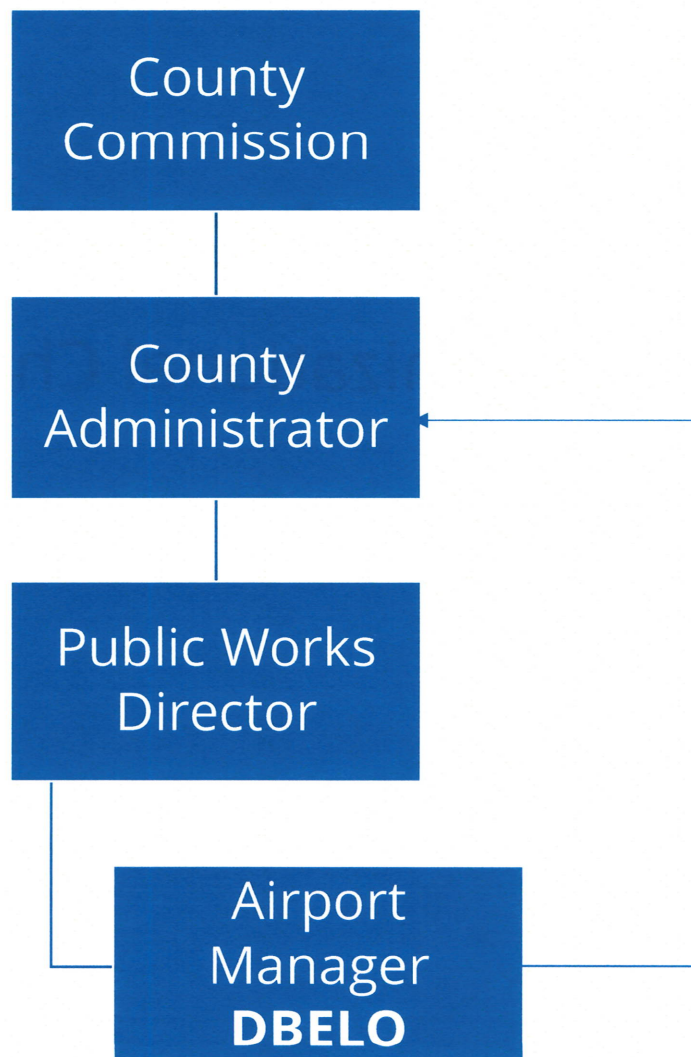 County
Commission
County
Administrator
Public Works
Director
Airport
Manager
DBELO